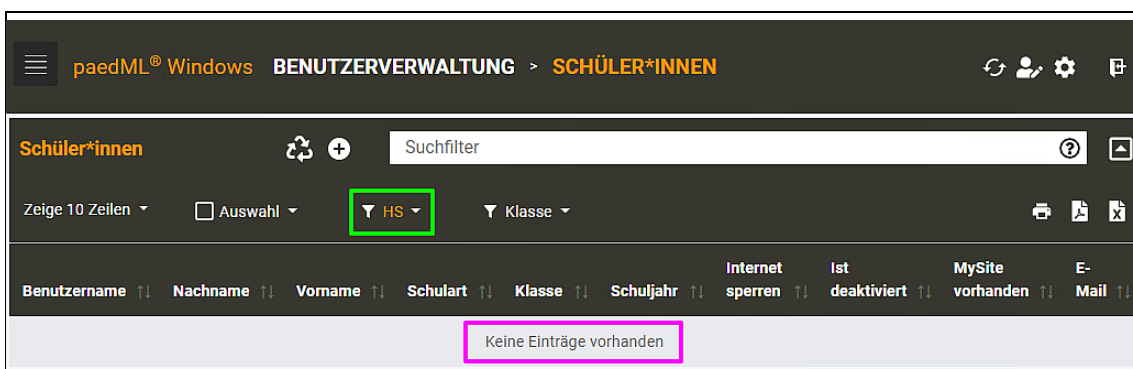 paedML® Windows BENUTZERVERWALTUNG > SCHÜLER*INNEN
Schüler*innen Suchfilter
Zeige 10 Zeilen Auswahl HS Klasse
Benutzername Nachname Vorname Schulart Klasse Schuljahr Internet sperren Ist deaktiviert MySite vorhanden E-Mail
Keine Einträge vorhanden